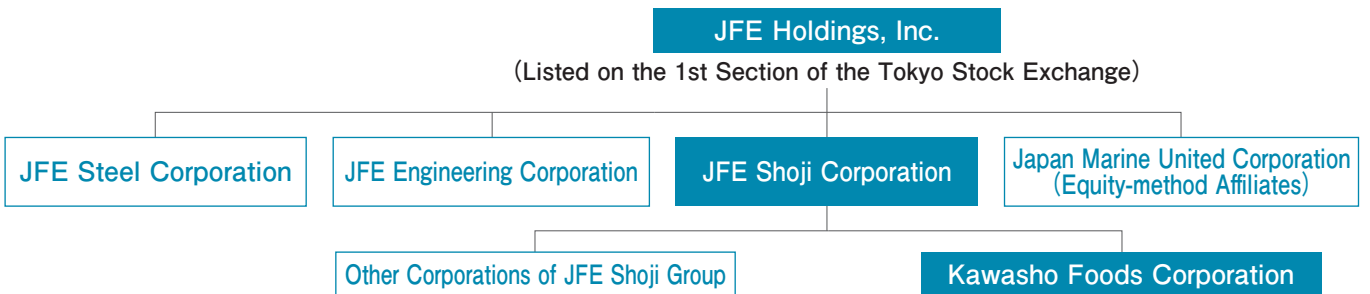 JFE Holdings, Inc.
(Listed on the 1st Section of the Tokyo Stock Exchange)
JFE Steel Corporation
JFE Engineering Corporation
JFE Shoji Corporation
Japan Marine United Corporation
(Equity-method Affiliates)
Other Corporations of JFE Shoji Group
Kawasho Foods Corporation